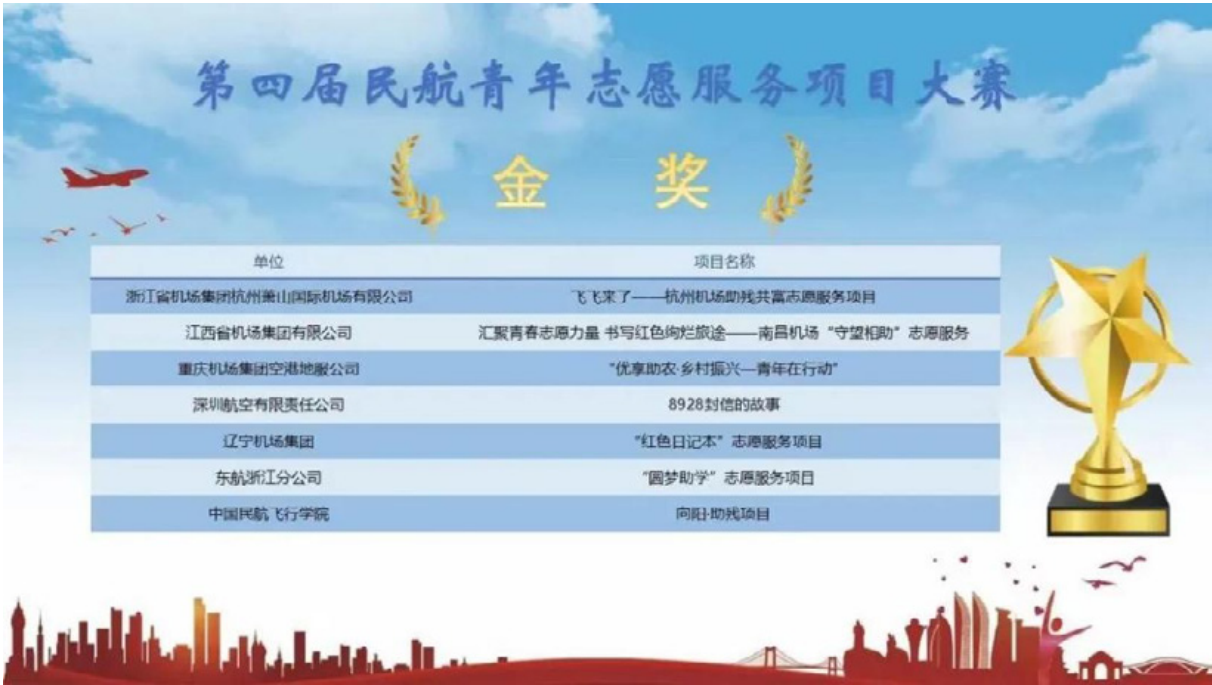 第四届民航青年志愿服务项目大赛
金 奖
单位 项目名称
浙江省机场集团杭州萧山国际机场有限公司 飞飞来了——杭州机场助残共富志愿服务项目
江西省机场集团有限公司 汇聚青春志愿力量 书写红色绚烂旅途——南昌机场“守望相助”志愿服务
重庆机场集团空港地服公司 “优享助农·乡村振兴—青年在行动”
深圳航空有限责任公司 8928封信的故事
辽宁机场集团 “红色日记本”志愿服务项目
东航浙江分公司 “圆梦助学”志愿服务项目
中国民航飞行学院 向阳·助残项目